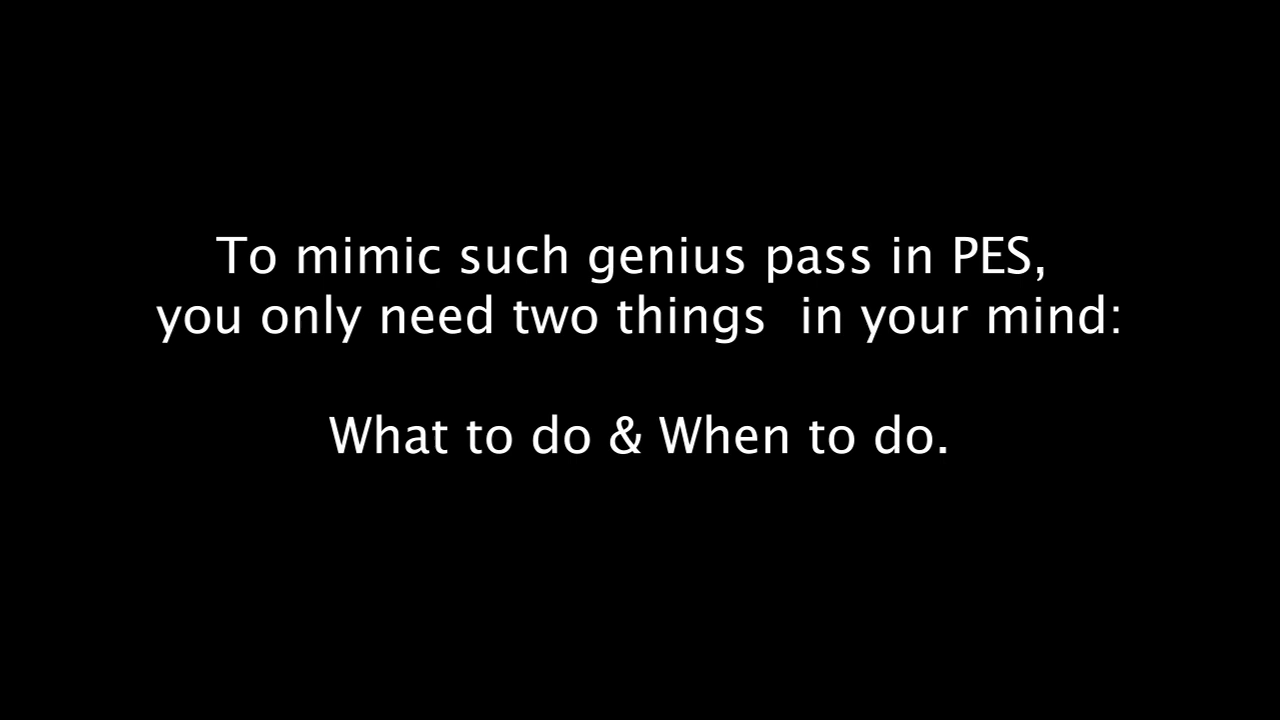 To mimic such genius pass in PES,
you only need two things  in your mind:
What to do & When to do.